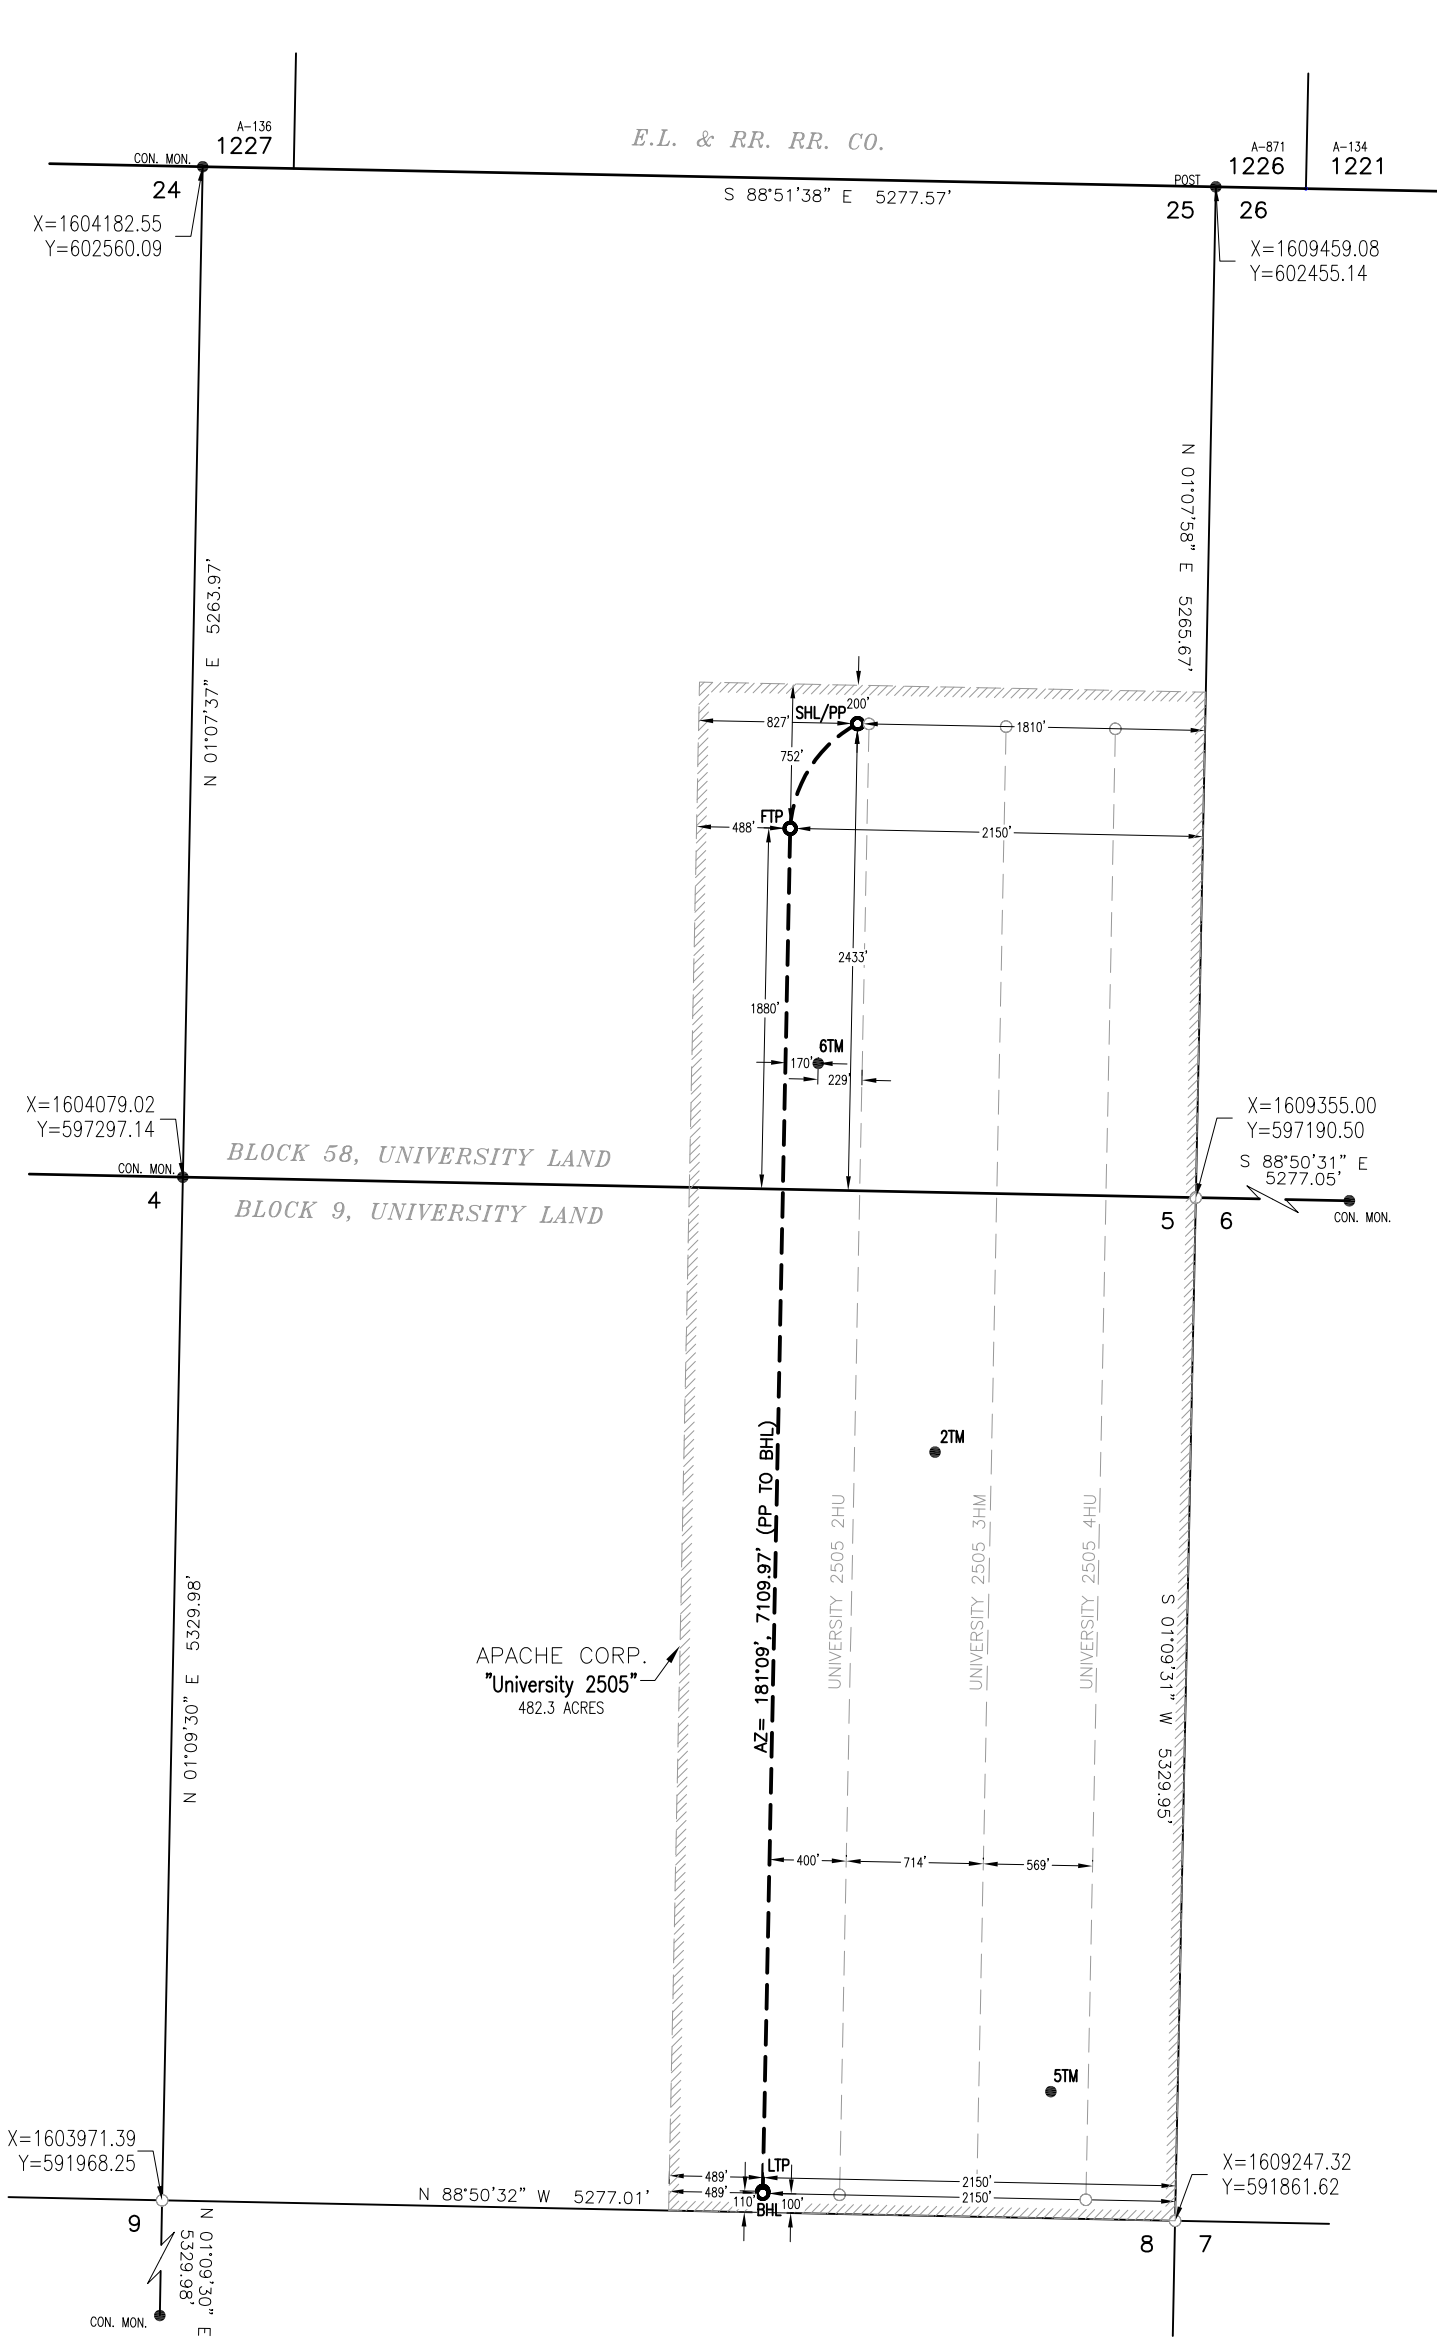 A-136
1227
E.L. & RR. RR. CO.
A-871
1226
A-134
1221
CON. MON.
24
S 88°51'38" E 5277.57'
POST
25
26
X=1604182.55
Y=602560.09
X=1609459.08
Y=602455.14
N 01°07'58" E 5265.67'
N 01°07'37" E 5263.97'
200'
SHL/PP
827'
1810'
752'
FTP
488'
2150'
2433'
1880'
6TM
170'
229'
X=1604079.02
Y=597297.14
X=1609355.00
Y=597190.50
BLOCK 58, UNIVERSITY LAND
CON. MON.
S 88°50'31" E
5277.05'
4
BLOCK 9, UNIVERSITY LAND
5
6
CON. MON.
2TM
AZ= 181°09', 7109.97' (PP TO BHL)
UNIVERSITY 2505 2HU
UNIVERSITY 2505 3HM
UNIVERSITY 2505 4HU
N 01°09'30" E 5329.98'
S 01°09'31" W 5329.95'
APACHE CORP.
"University 2505"
482.3 ACRES
400'
714'
569'
5TM
X=1603971.39
Y=591968.25
LTP
489'
2150'
X=1609247.32
Y=591861.62
489'
2150'
N 88°50'32" W 5277.01'
110'
100'
BHL
9
8
7
N 01°09'30" E
5329.98'
CON. MON.